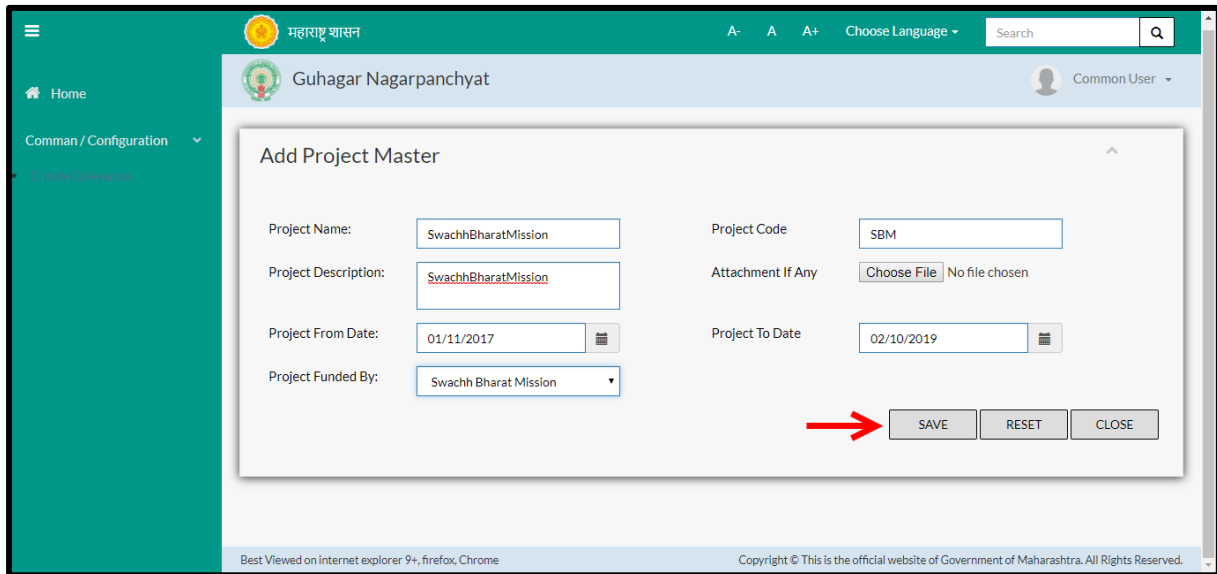 महाराष्ट्र शासन
A- A A+ Choose Language Search
Guhagar Nagarpanchyat
Common User
Home
Comman / Configuration
Create Grievance
Add Project Master
Project Name: SwachhBharatMission Project Code SBM
Project Description: SwachhBharatMission Attachment If Any Choose File No file chosen
Project From Date: 01/11/2017 Project To Date 02/10/2019
Project Funded By: Swachh Bharat Mission
SAVE RESET CLOSE
Best Viewed on internet explorer 9+, firefox, Chrome Copyright © This is the official website of Government of Maharashtra. All Rights Reserved.